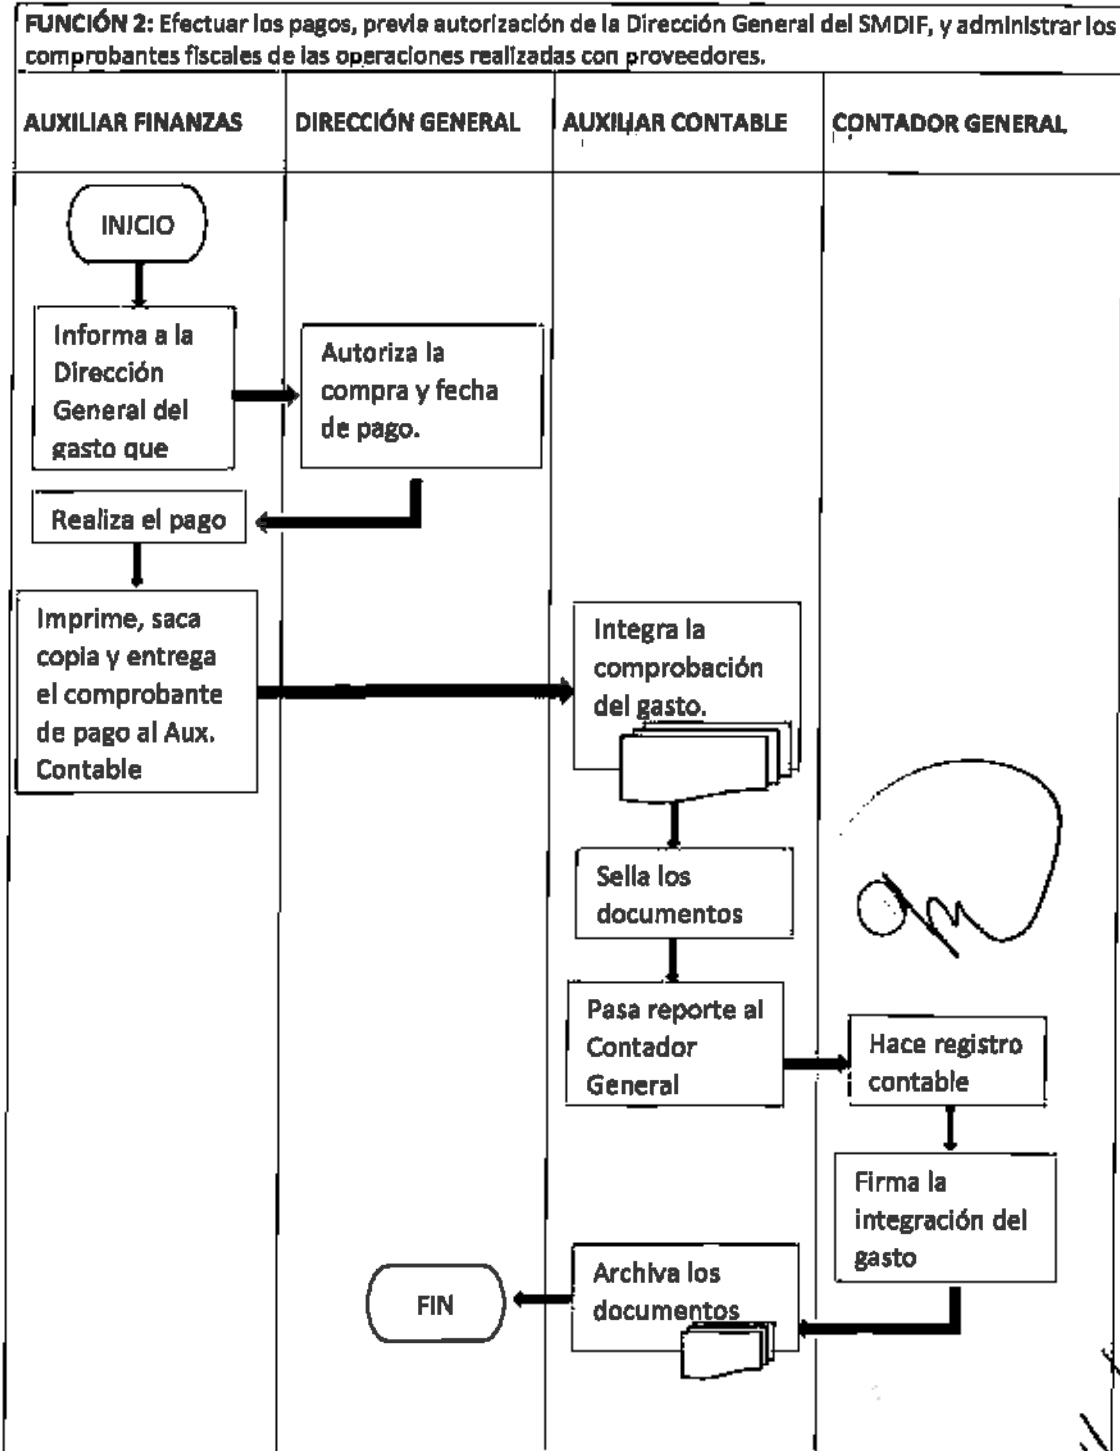 FUNCIÓN 2: Efectuar los pagos, previa autorización de la Dirección General del SMDIF, y administrar los
comprobantes fiscales de las operaciones realizadas con proveedores.
AUXILIAR FINANZAS
DIRECCIÓN GENERAL
AUXILIAR CONTABLE
CONTADOR GENERAL
INICIO
Informa a la
Dirección
General del
gasto que
Autoriza la
compra y fecha
de pago.
Realiza el pago
Imprime, saca
copia y entrega
el comprobante
de pago al Aux.
Contable
Integra la
comprobación
del gasto.
Sella los
documentos
Pasa reporte al
Contador
General
Hace registro
contable
Firma la
integración del
gasto
Archiva los
documentos
FIN